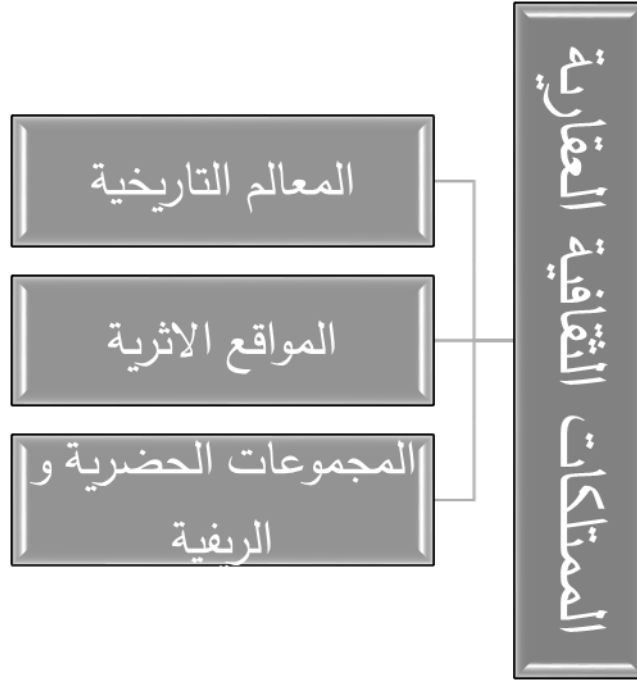 الممتلكات الثقافية العقارية
المعالم التاريخية
المواقع الاثرية
المجموعات الحضرية و
الريفية